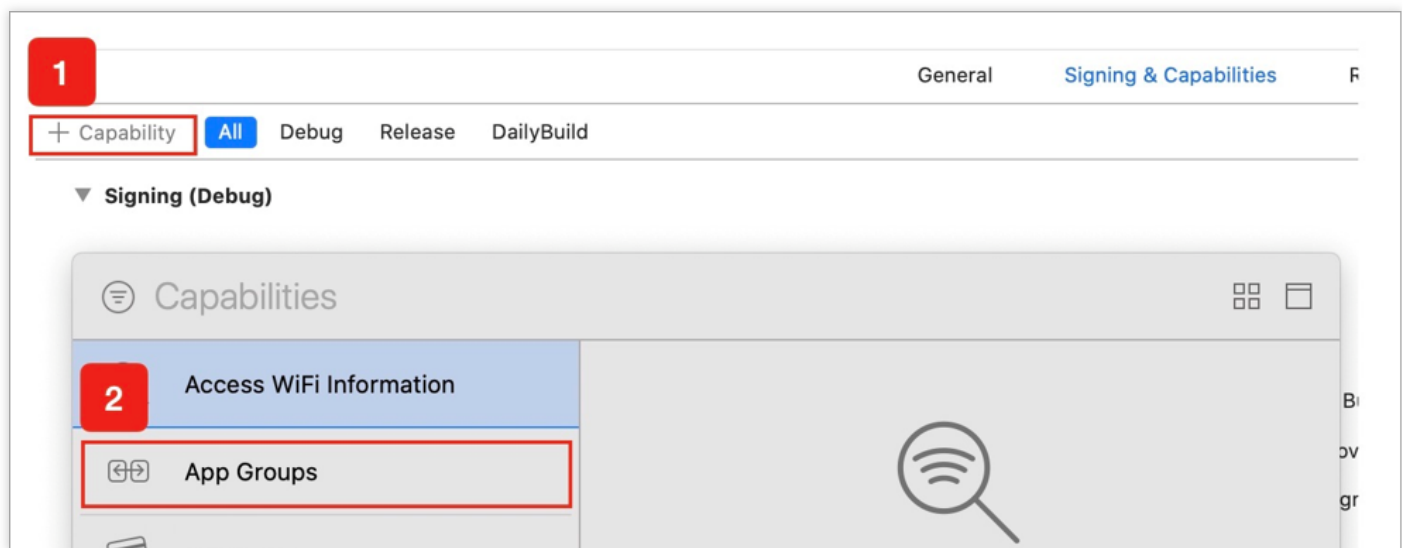 1
General Signing & Capabilities R
+ Capability All Debug Release DailyBuild
Signing (Debug)
Capabilities
Access WiFi Information
2
App Groups